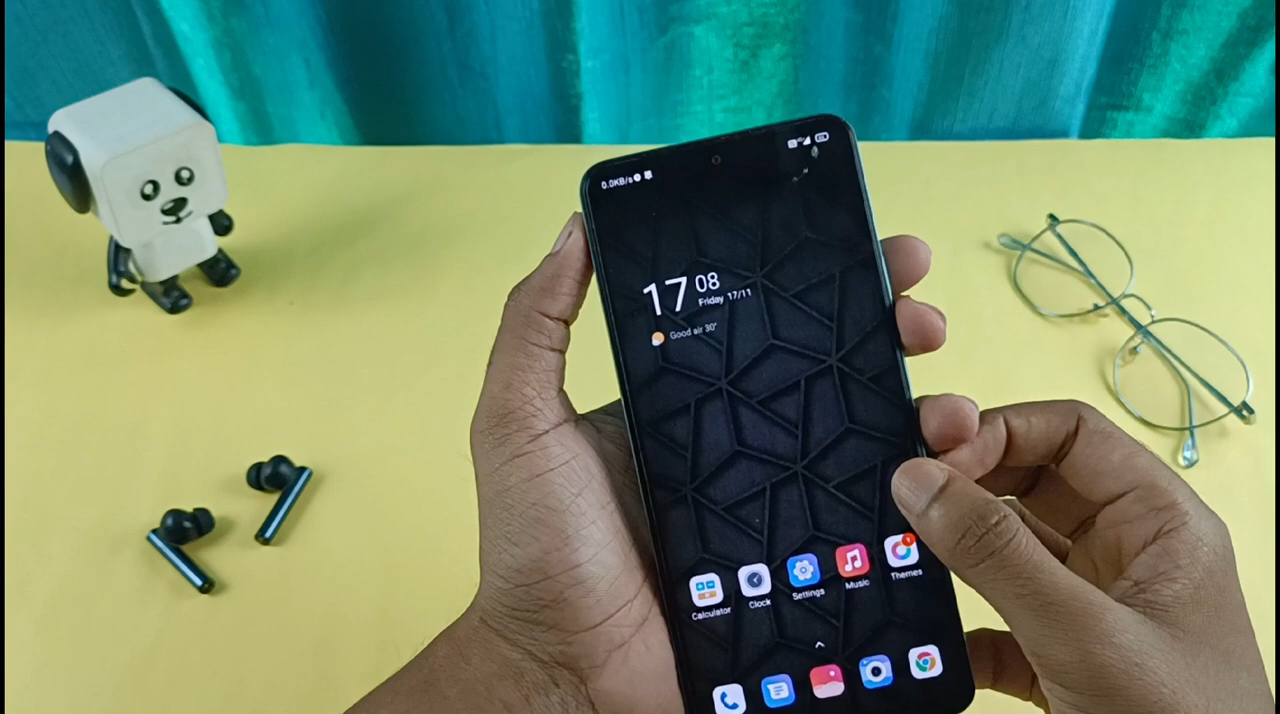 0.0KB/s
17 08
Friday 17/11
Good air 30°
Calculator
Clock
Settings
Music
Themes